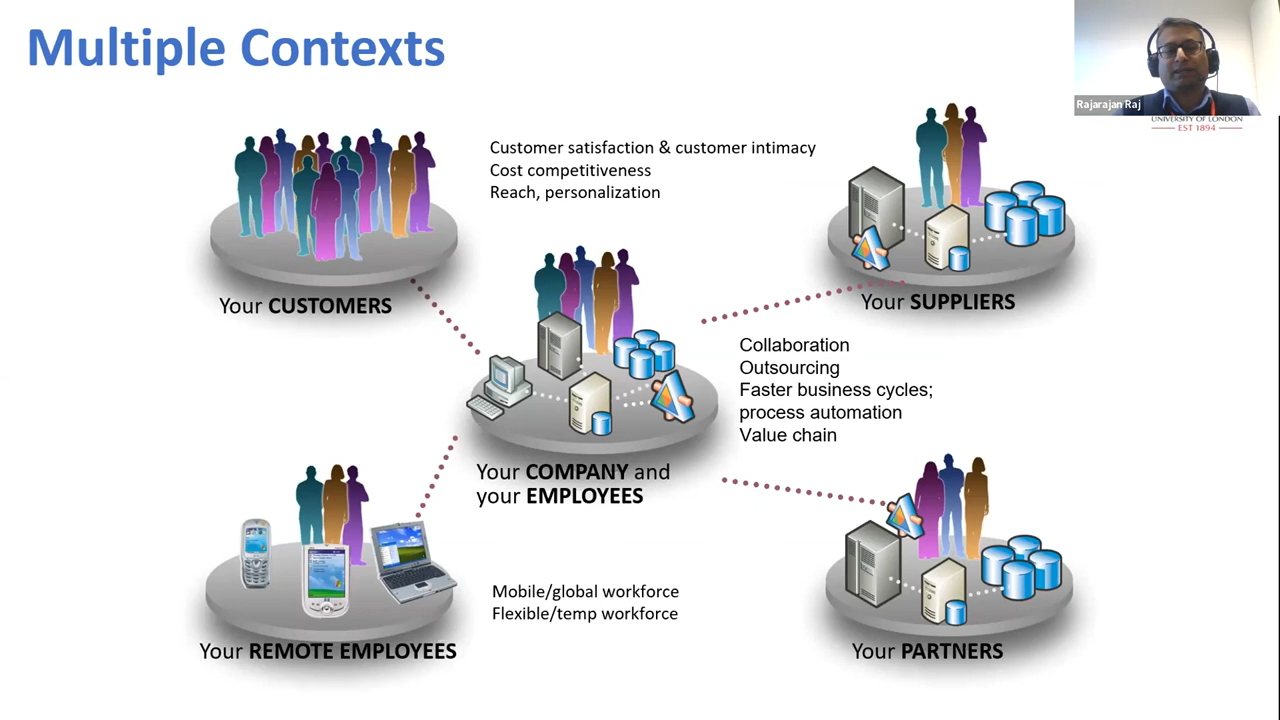 Multiple Contexts
Rajarajan Raj
UNIVERSITY OF LONDON
EST 1894
Customer satisfaction & customer intimacy
Cost competitiveness
Reach, personalization
Your CUSTOMERS
Your SUPPLIERS
Collaboration
Outsourcing
Faster business cycles;
process automation
Value chain
Your COMPANY and
your EMPLOYEES
Mobile/global workforce
Flexible/temp workforce
Your REMOTE EMPLOYEES
Your PARTNERS